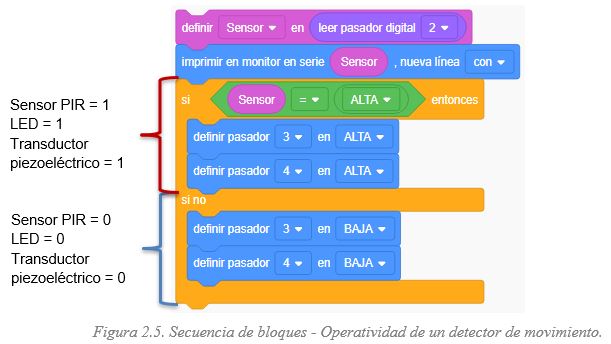 definir Sensor en leer pasador digital 2
imprimir en monitor en serie Sensor , nueva línea con
si Sensor = ALTA entonces
Sensor PIR = 1
LED = 1
Transductor
piezoeléctrico = 1
definir pasador 3 en ALTA
definir pasador 4 en ALTA
si no
Sensor PIR = 0
LED = 0
Transductor
piezoeléctrico = 0
definir pasador 3 en BAJA
definir pasador 4 en BAJA
Figura 2.5. Secuencia de bloques - Operatividad de un detector de movimiento.